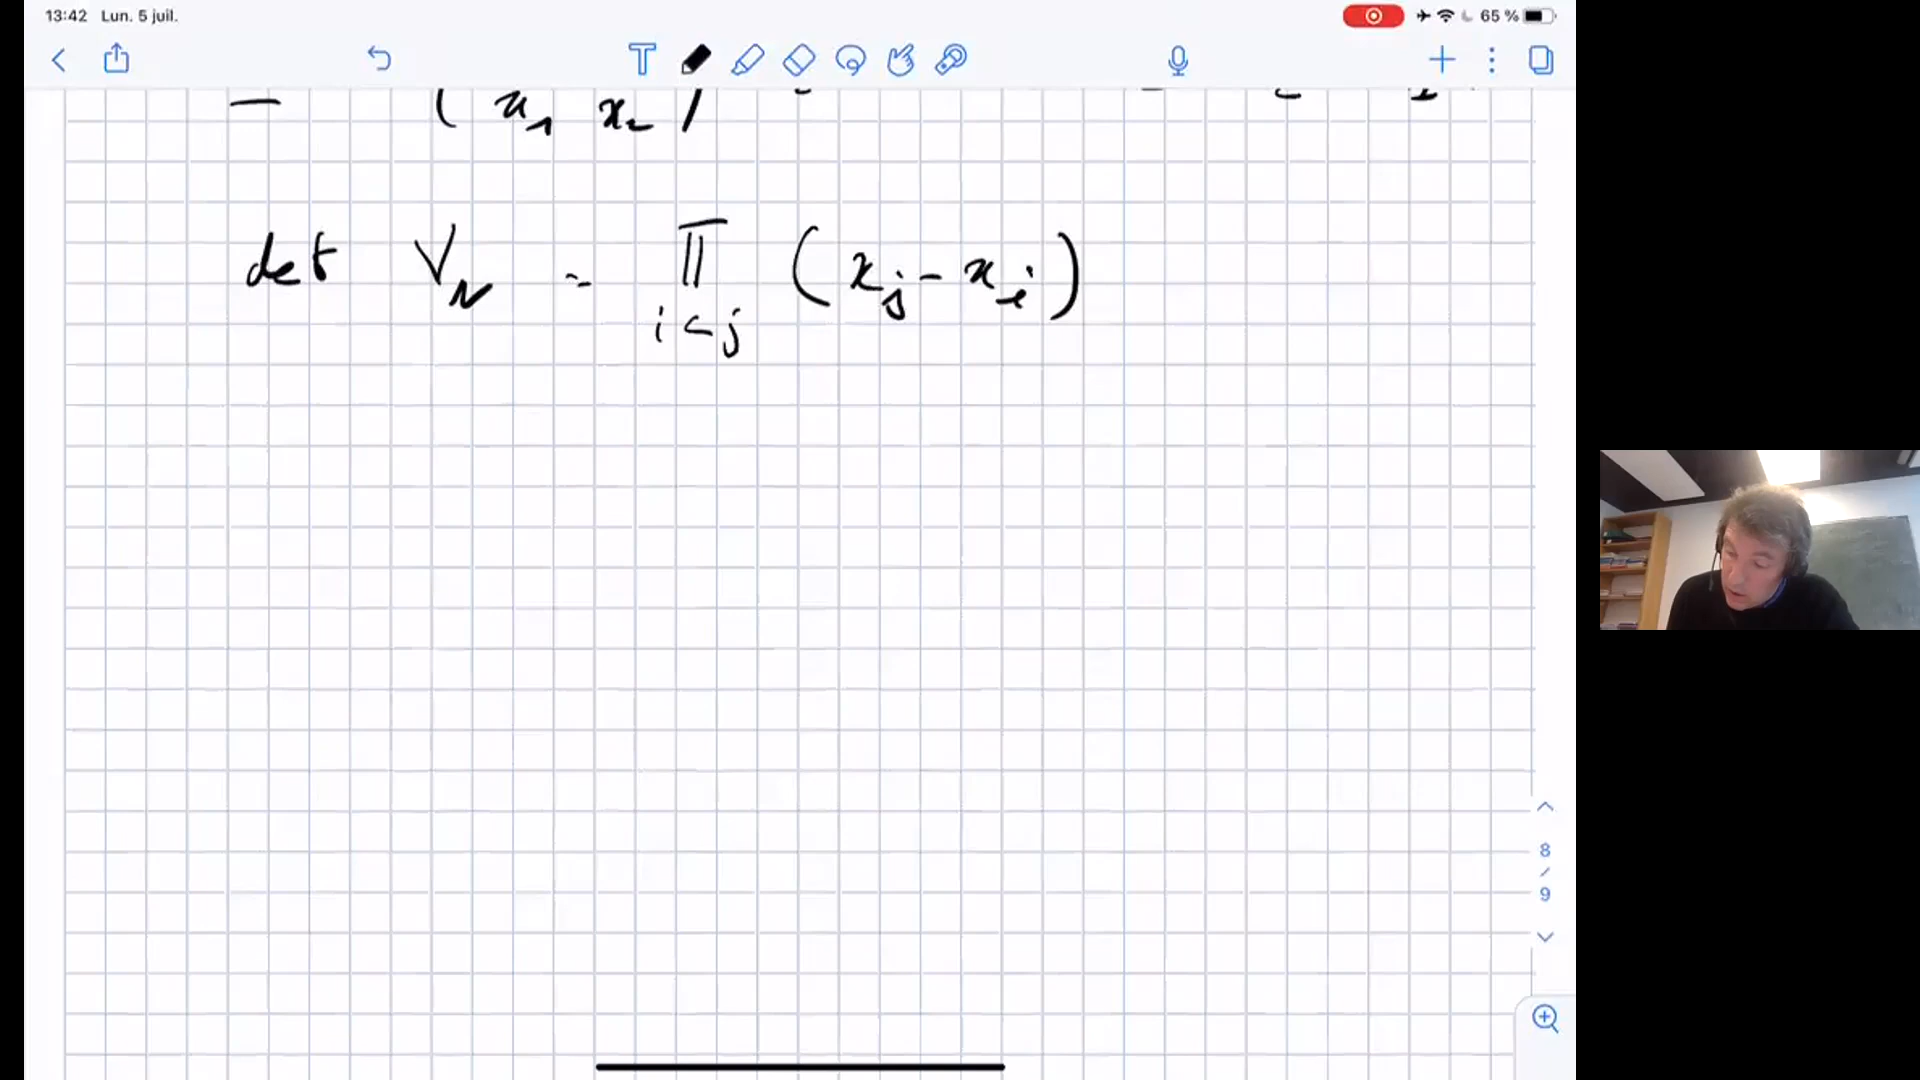 13:42 Lun. 5 juil. 65 %
( x₁ x₂ )
det V_N = ∏ (x_j - x_i)
i < j
8
/
9